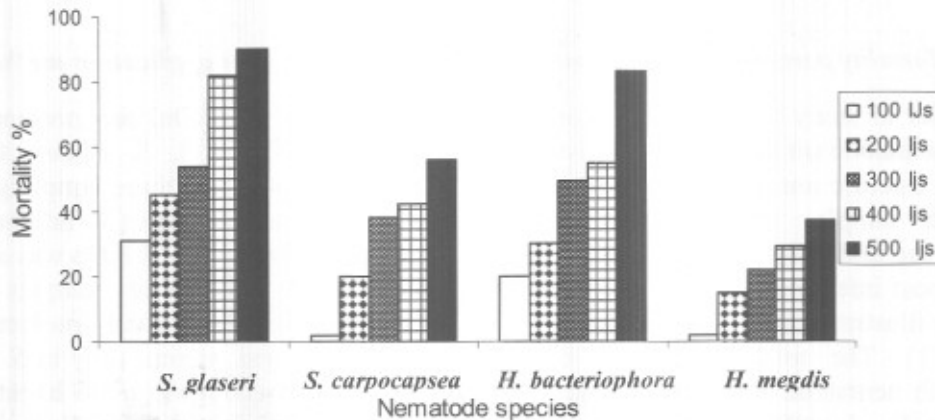 100
80
60
40
20
0
Mortality %
S. glaseri S. carpocapsea H. bacteriophora H. megdis
Nematode species
100 IJs
200 Ijs
300 Ijs
400 Ijs
500 Ijs